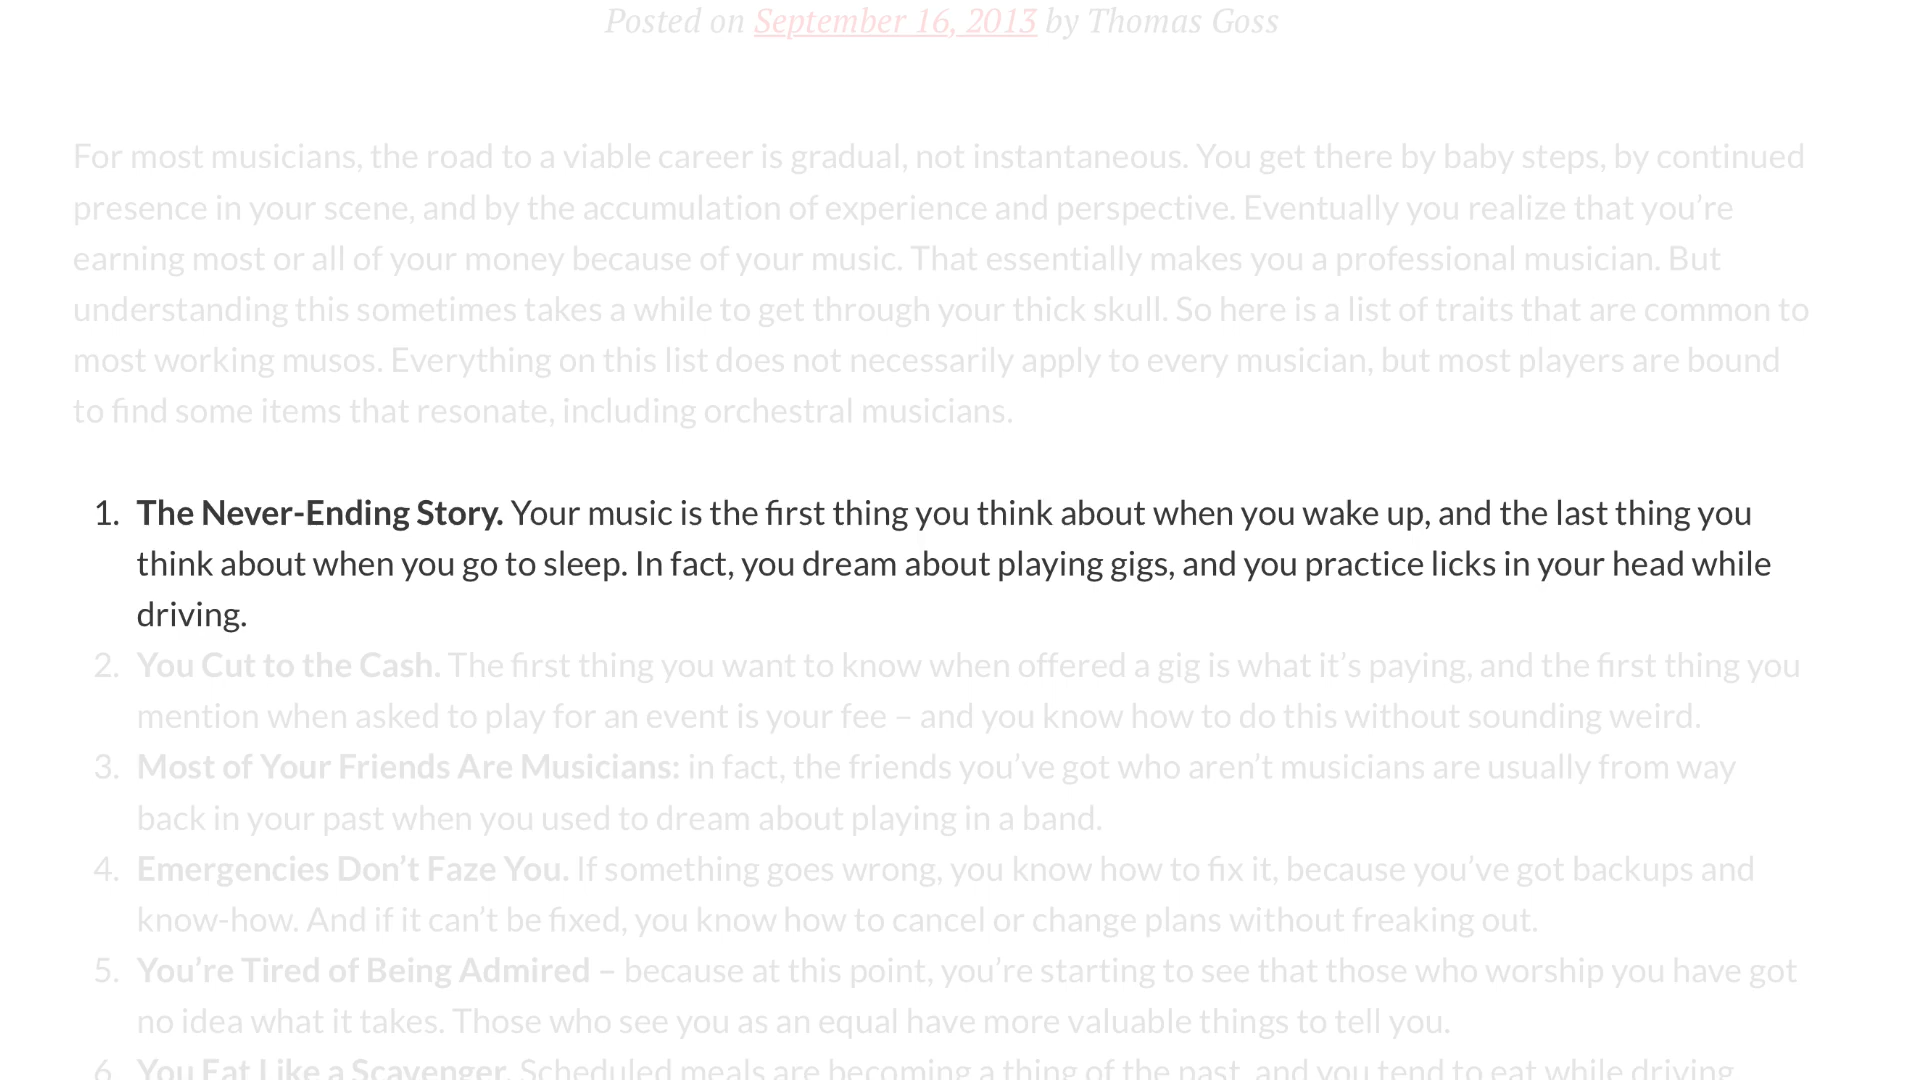 Posted on September 16, 2013 by Thomas Goss
For most musicians, the road to a viable career is gradual, not instantaneous. You get there by baby steps, by continued
presence in your scene, and by the accumulation of experience and perspective. Eventually you realize that you’re
earning most or all of your money because of your music. That essentially makes you a professional musician. But
understanding this sometimes takes a while to get through your thick skull. So here is a list of traits that are common to
most working musos. Everything on this list does not necessarily apply to every musician, but most players are bound
to find some items that resonate, including orchestral musicians.
1. The Never-Ending Story. Your music is the first thing you think about when you wake up, and the last thing you
think about when you go to sleep. In fact, you dream about playing gigs, and you practice licks in your head while
driving.
2. You Cut to the Cash. The first thing you want to know when offered a gig is what it’s paying, and the first thing you
mention when asked to play for an event is your fee – and you know how to do this without sounding weird.
3. Most of Your Friends Are Musicians: in fact, the friends you’ve got who aren’t musicians are usually from way
back in your past when you used to dream about playing in a band.
4. Emergencies Don’t Faze You. If something goes wrong, you know how to fix it, because you’ve got backups and
know-how. And if it can’t be fixed, you know how to cancel or change plans without freaking out.
5. You’re Tired of Being Admired – because at this point, you’re starting to see that those who worship you have got
no idea what it takes. Those who see you as an equal have more valuable things to tell you.
6. You Eat Like a Scavenger. Scheduled meals are becoming a thing of the past, and you tend to eat while driving